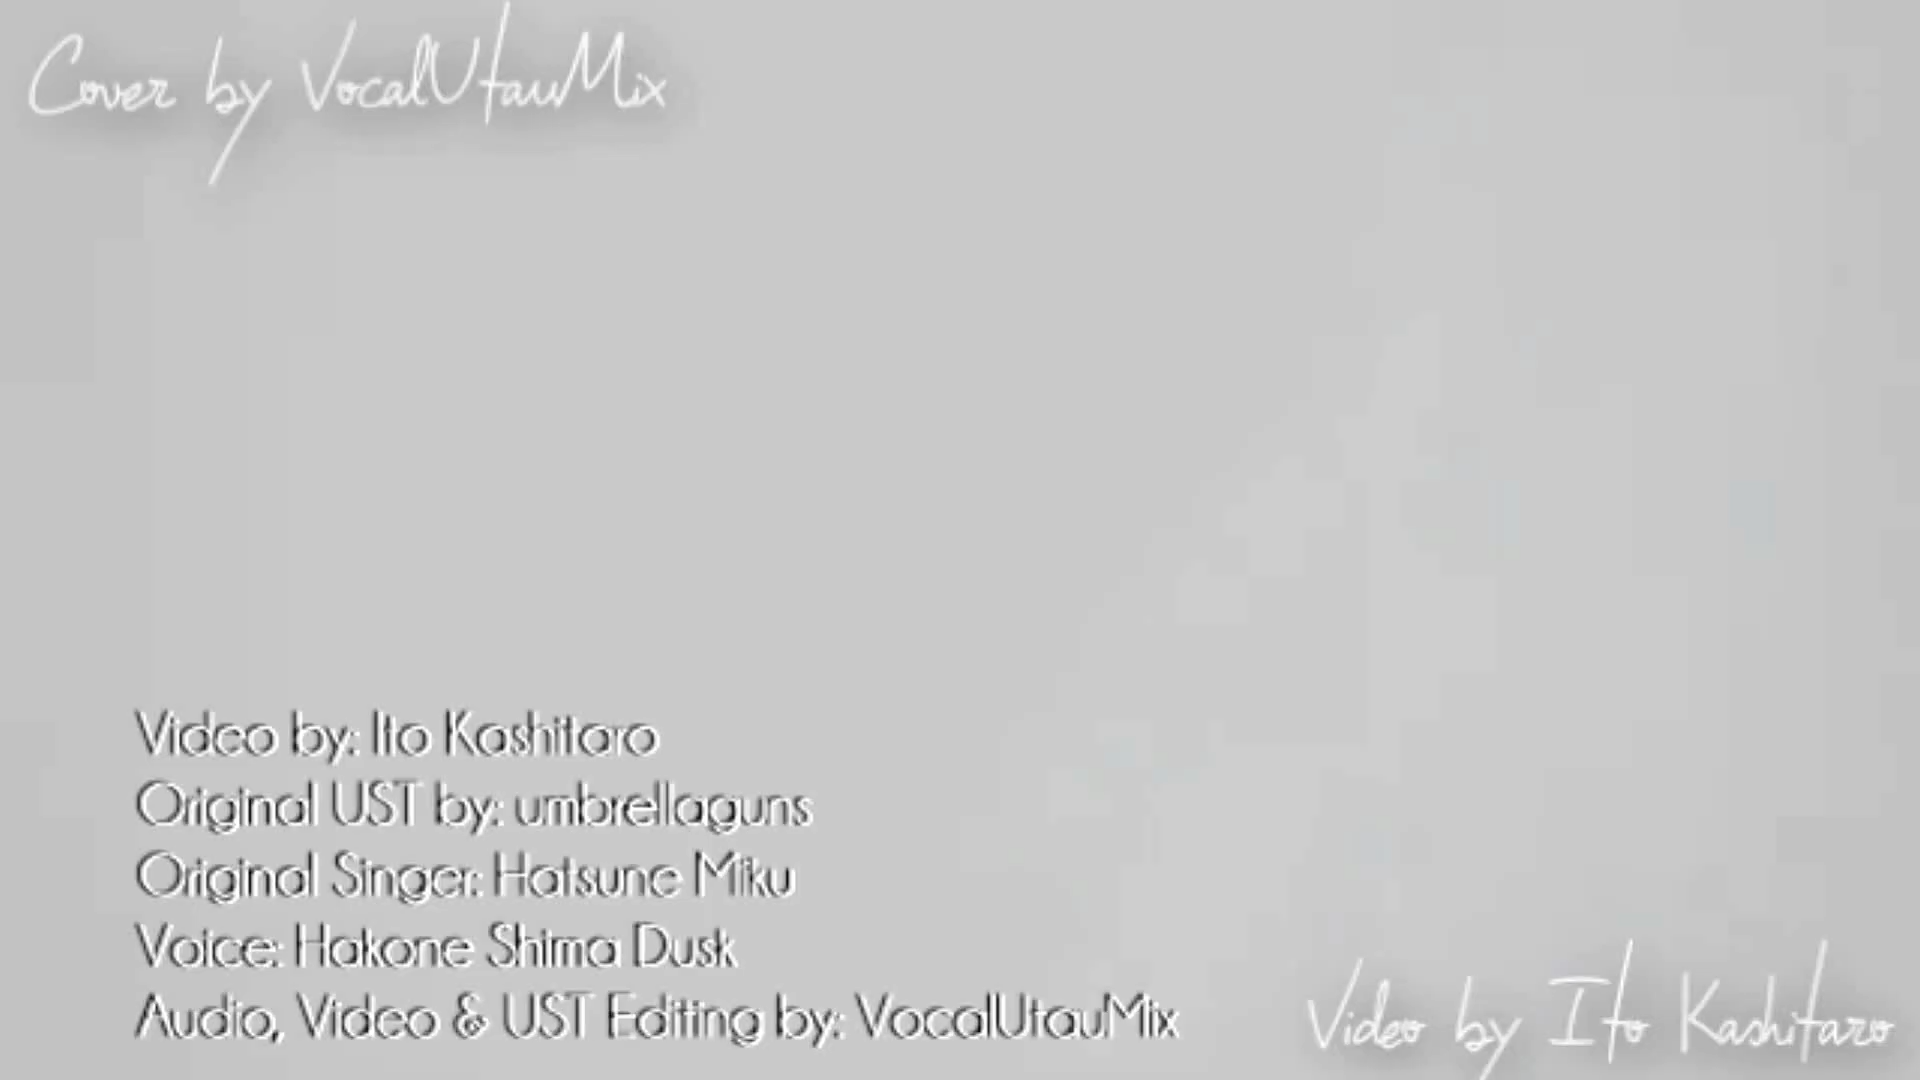 Cover by VocalUtauMix
Video by: Ito Kashitaro
Original UST by: umbrellaguns
Original Singer: Hatsune Miku
Voice: Hakone Shima Dusk
Audio, Video & UST Editing by: VocalUtauMix
Video by Ito Kashitaro